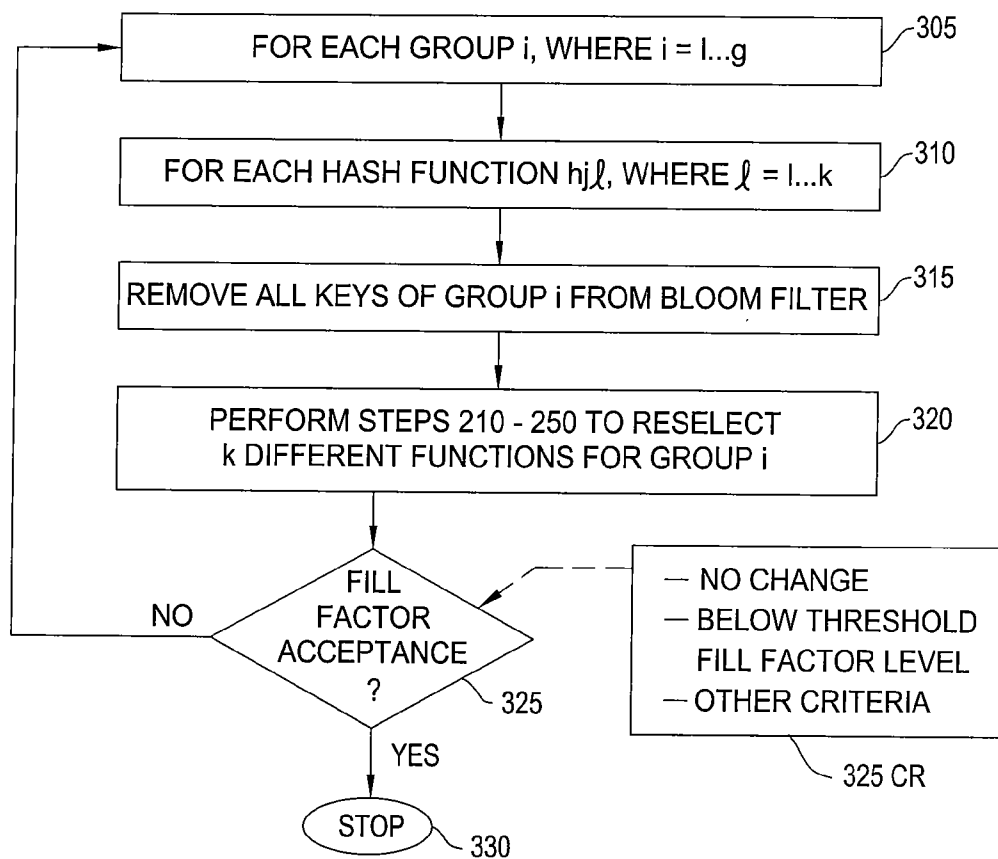 FOR EACH GROUP i, WHERE i = l...g
305
FOR EACH HASH FUNCTION hjℓ, WHERE ℓ = l...k
310
REMOVE ALL KEYS OF GROUP i FROM BLOOM FILTER
315
PERFORM STEPS 210 - 250 TO RESELECT
k DIFFERENT FUNCTIONS FOR GROUP i
320
FILL
FACTOR
ACCEPTANCE
?
325
NO
YES
— NO CHANGE
— BELOW THRESHOLD
FILL FACTOR LEVEL
— OTHER CRITERIA
325 CR
STOP
330